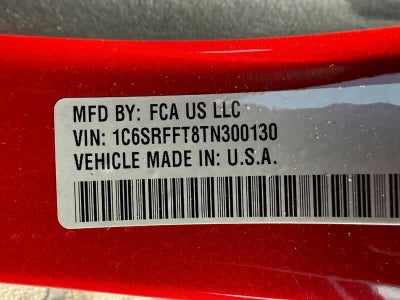 MFD BY: FCA US LLC
VIN: 1C6SRFFT8TN300130
VEHICLE MADE IN: U.S.A.